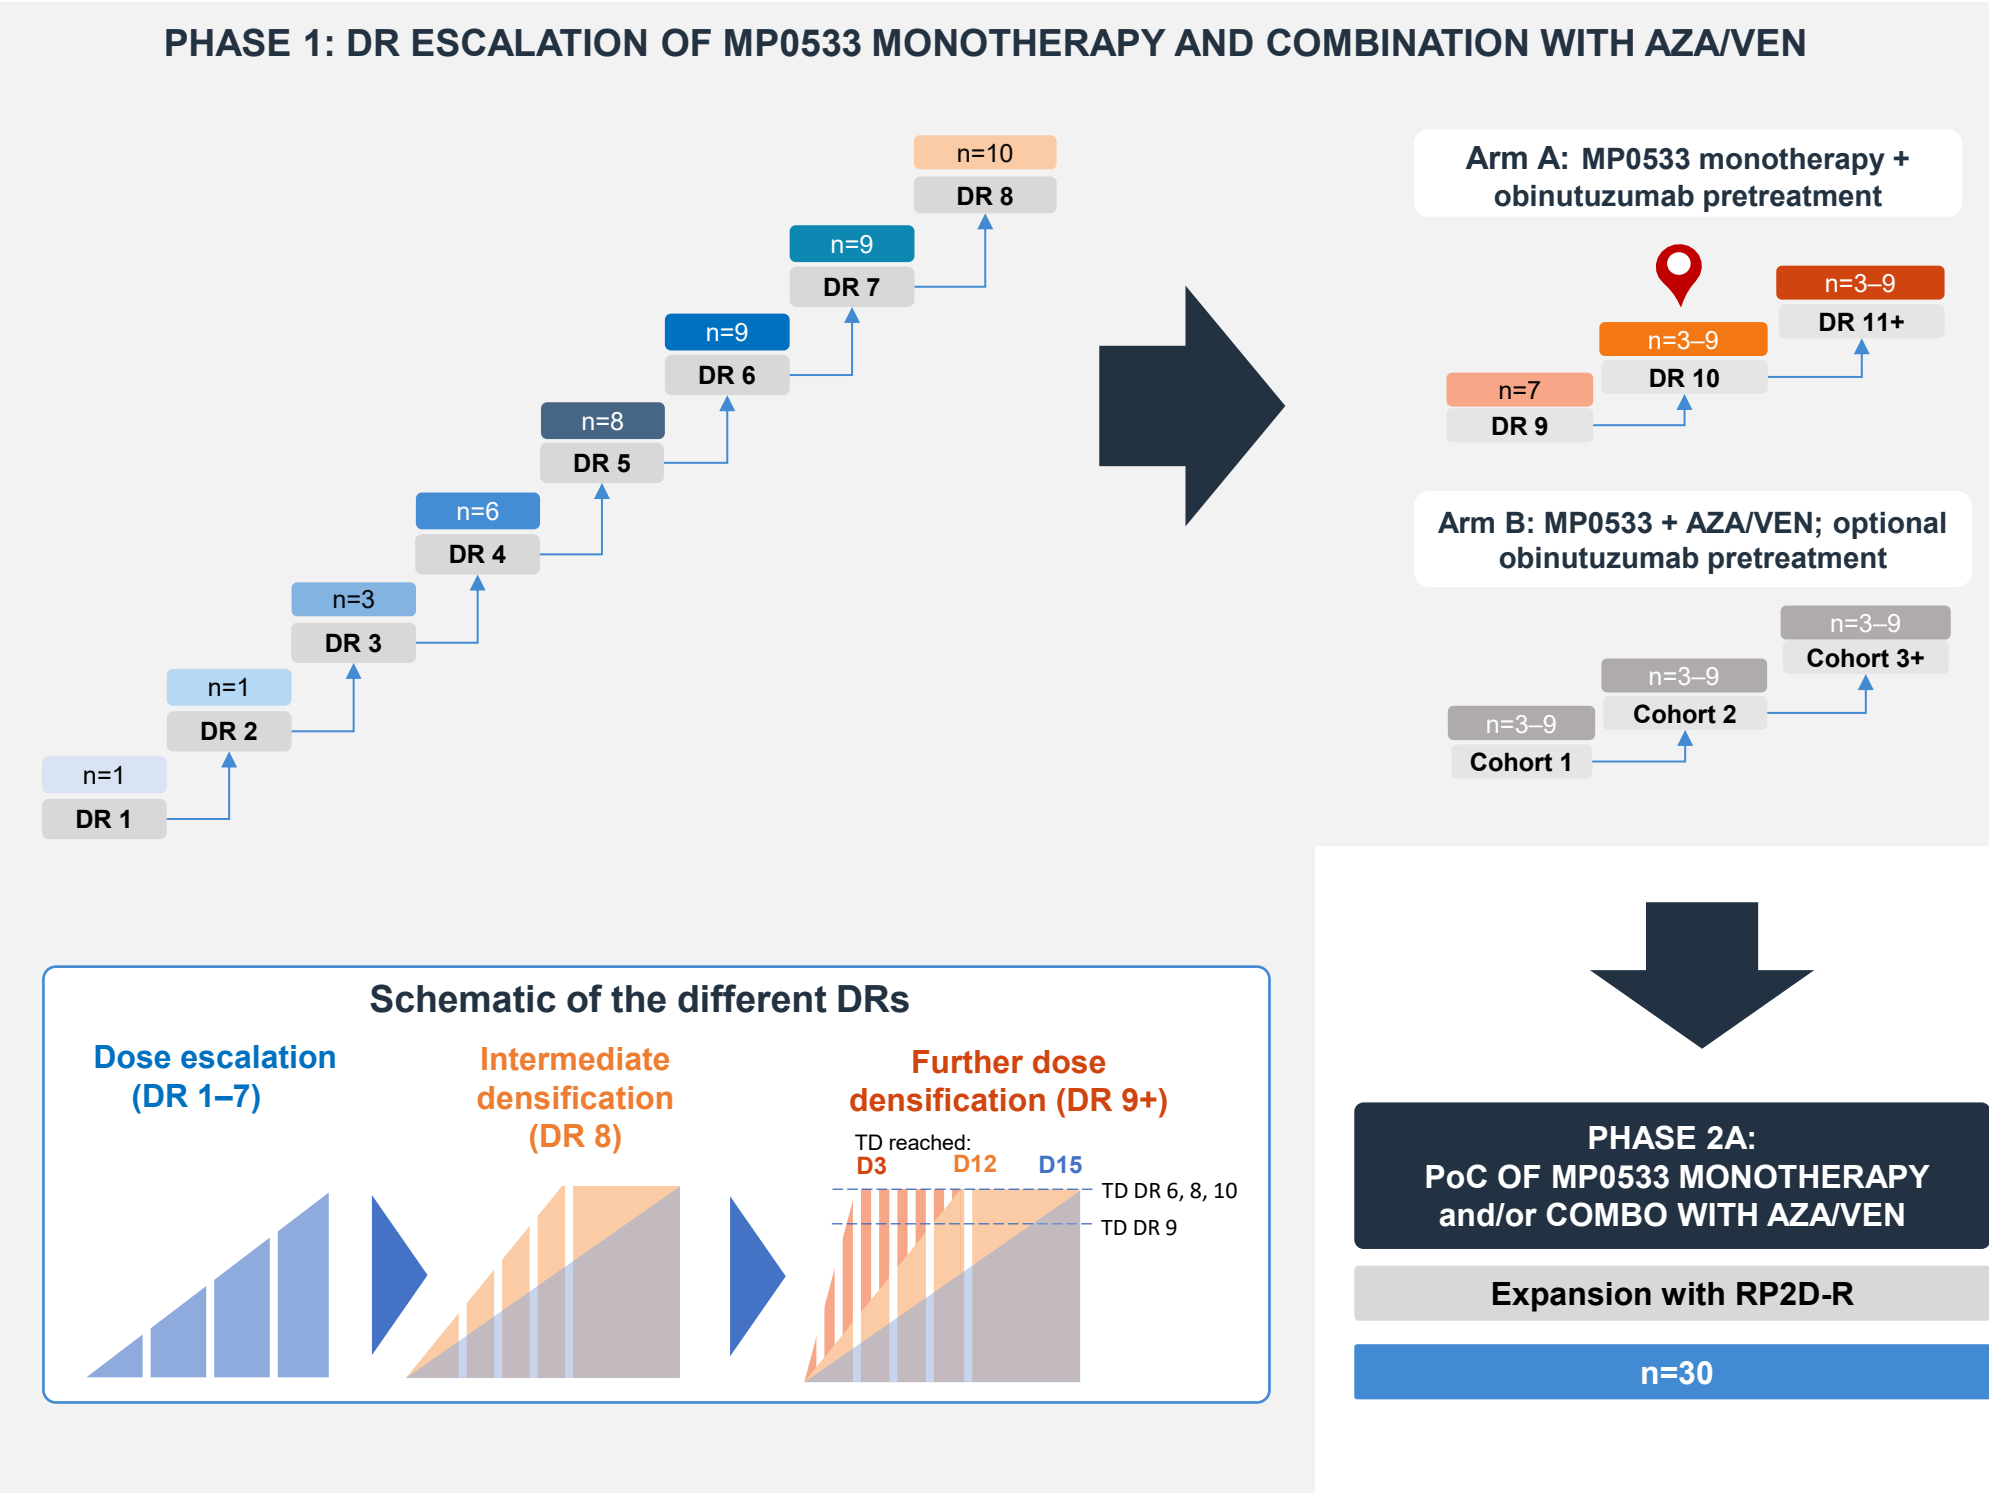 PHASE 1: DR ESCALATION OF MP0533 MONOTHERAPY AND COMBINATION WITH AZA/VEN
n=10
DR 8
n=9
DR 7
n=9
DR 6
n=8
DR 5
n=6
DR 4
n=3
DR 3
n=1
DR 2
n=1
DR 1
Arm A: MP0533 monotherapy +
obinutuzumab pretreatment
n=3–9
DR 11+
n=3–9
DR 10
n=7
DR 9
Arm B: MP0533 + AZA/VEN; optional
obinutuzumab pretreatment
n=3–9
Cohort 3+
n=3–9
Cohort 2
n=3–9
Cohort 1
Schematic of the different DRs
Dose escalation
(DR 1–7)
Intermediate
densification
(DR 8)
Further dose
densification (DR 9+)
TD reached:
D3 D12 D15
TD DR 6, 8, 10
TD DR 9
PHASE 2A:
PoC OF MP0533 MONOTHERAPY
and/or COMBO WITH AZA/VEN
Expansion with RP2D-R
n=30